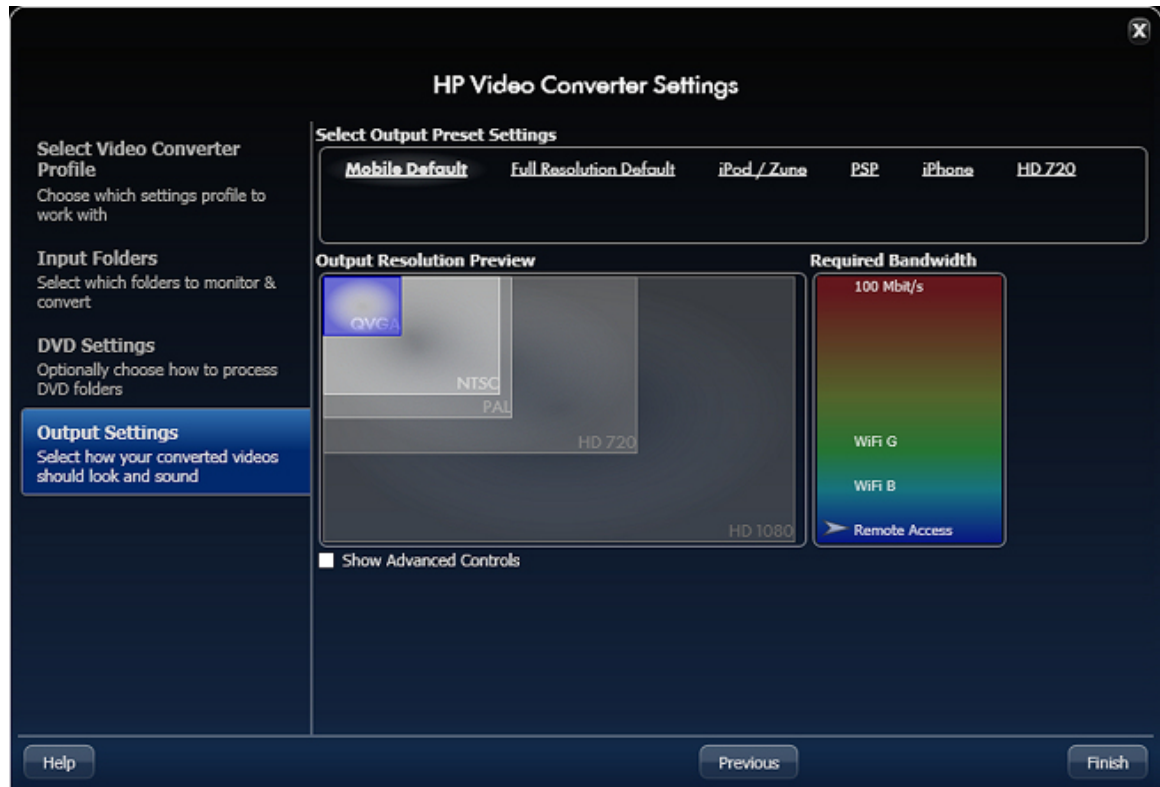 X
HP Video Converter Settings
Select Video Converter
Profile
Choose which settings profile to
work with
Input Folders
Select which folders to monitor &
convert
DVD Settings
Optionally choose how to process
DVD folders
Output Settings
Select how your converted videos
should look and sound
Select Output Preset Settings
Mobile Default Full Resolution Default iPod / Zune PSP iPhone HD 720
Output Resolution Preview
QVGA
NTSC
PAL
HD 720
HD 1080
Required Bandwidth
100 Mbit/s
WiFi G
WiFi B
Remote Access
Show Advanced Controls
Help Previous Finish